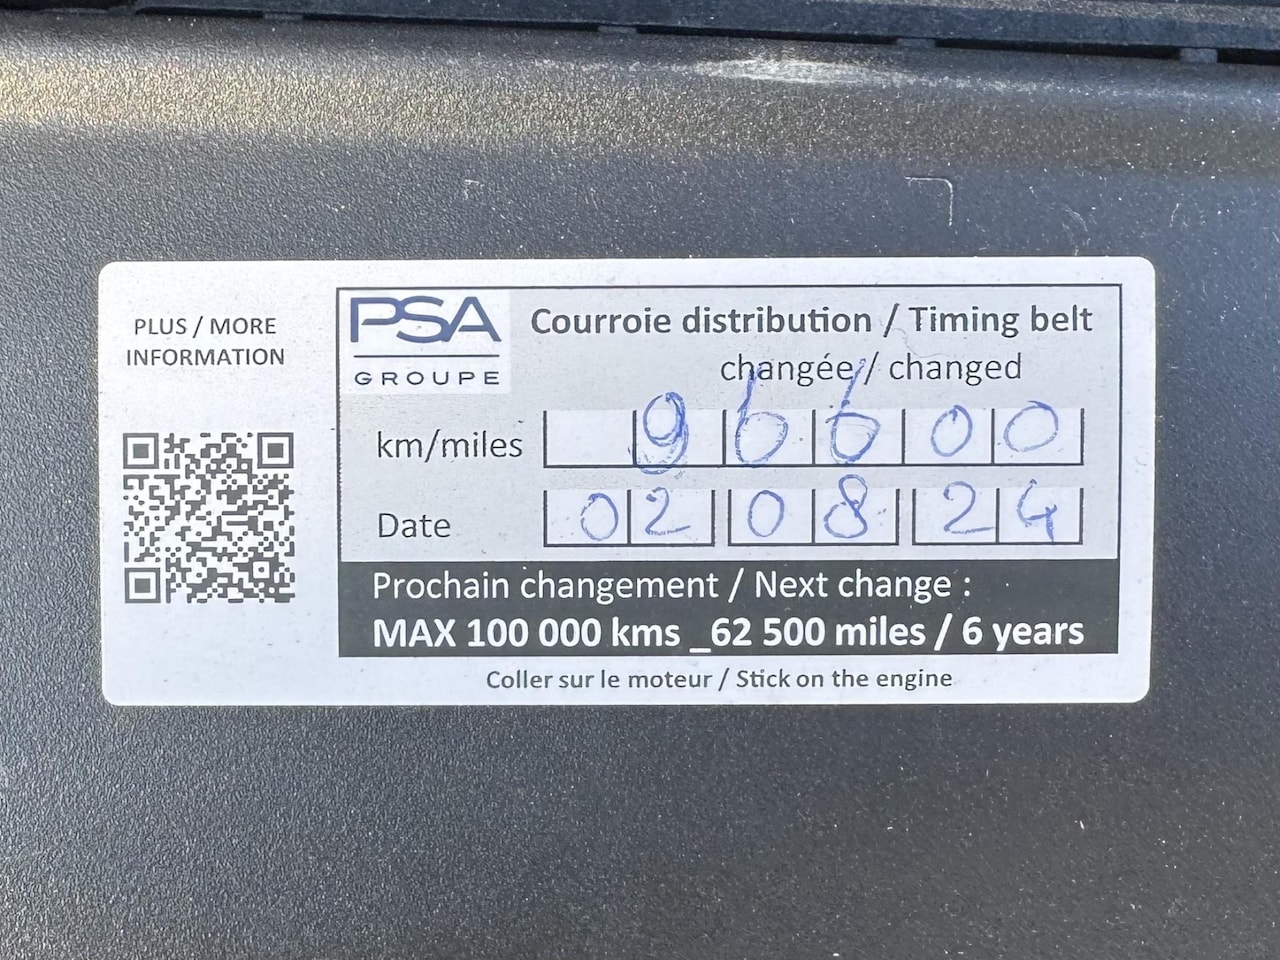 PLUS / MORE
INFORMATION
PSA
GROUPE
Courroie distribution / Timing belt
changée / changed
km/miles 96600
Date 02 08 24
Prochain changement / Next change :
MAX 100 000 kms _62 500 miles / 6 years
Coller sur le moteur / Stick on the engine